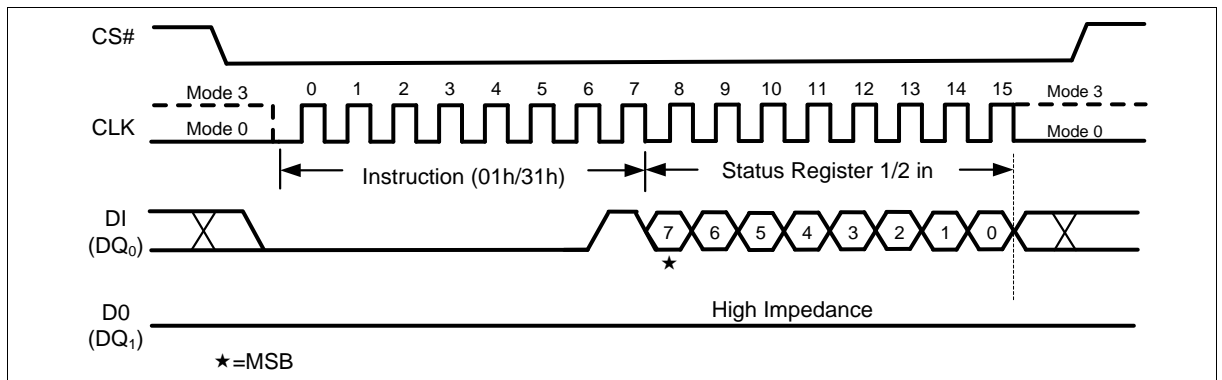 CS#
Mode 3 0 1 2 3 4 5 6 7 8 9 10 11 12 13 14 15 Mode 3
CLK Mode 0 Mode 0
Instruction (01h/31h) Status Register 1/2 in
DI
(DQ₀) 7 6 5 4 3 2 1 0
★
High Impedance
D0
(DQ₁)
★=MSB